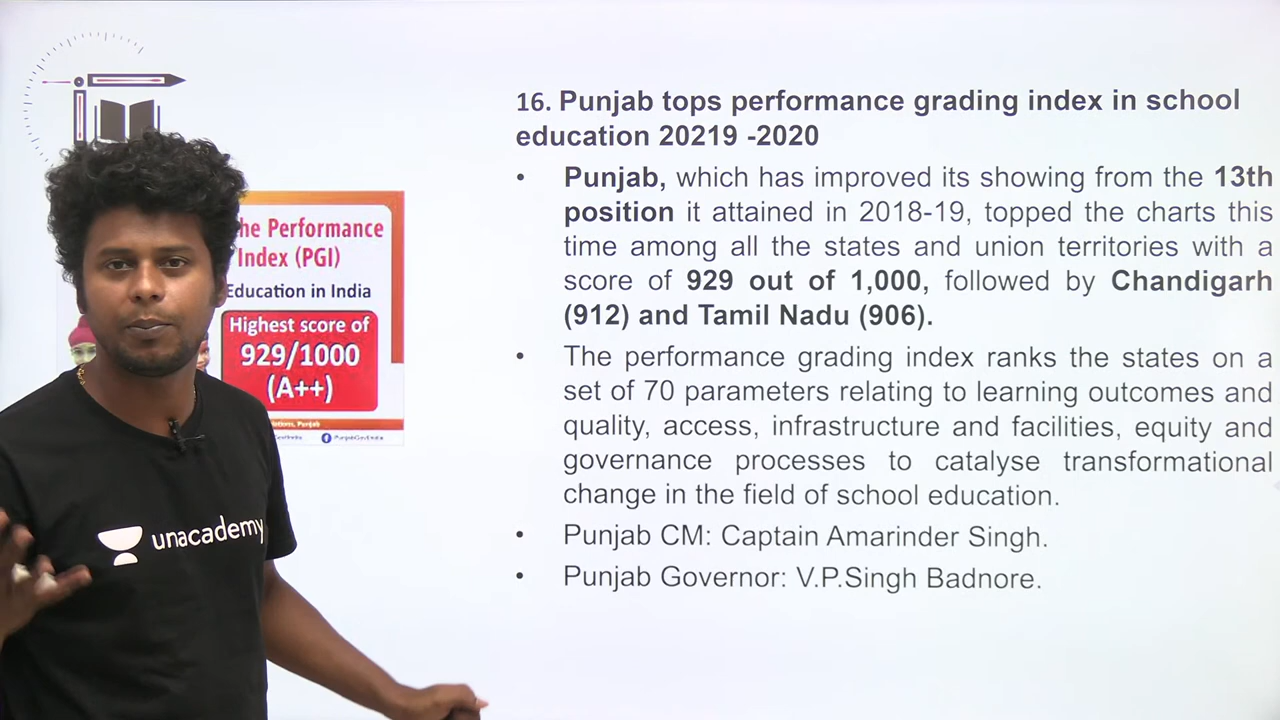 16. Punjab tops performance grading index in school
education 20219 -2020
• Punjab, which has improved its showing from the 13th
position it attained in 2018-19, topped the charts this
time among all the states and union territories with a
score of 929 out of 1,000, followed by Chandigarh
(912) and Tamil Nadu (906).
• The performance grading index ranks the states on a
set of 70 parameters relating to learning outcomes and
quality, access, infrastructure and facilities, equity and
governance processes to catalyse transformational
change in the field of school education.
• Punjab CM: Captain Amarinder Singh.
• Punjab Governor: V.P.Singh Badnore.
he Performance
Index (PGI)
Education in India
Highest score of
929/1000
(A++)
Punjab
PunjabGovtIndia
unacademy